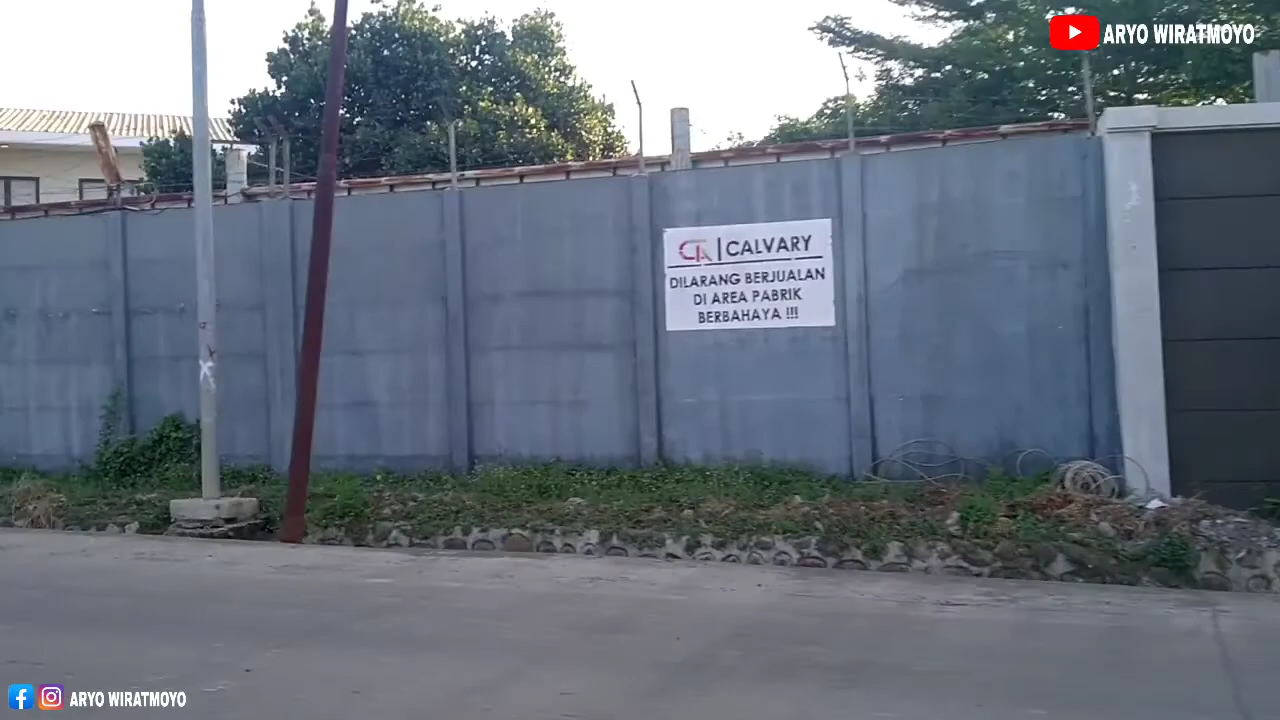 ARYO WIRATMOYO
CA | CALVARY
DILARANG BERJUALAN
DI AREA PABRIK
BERBAHAYA !!!
ARYO WIRATMOYO